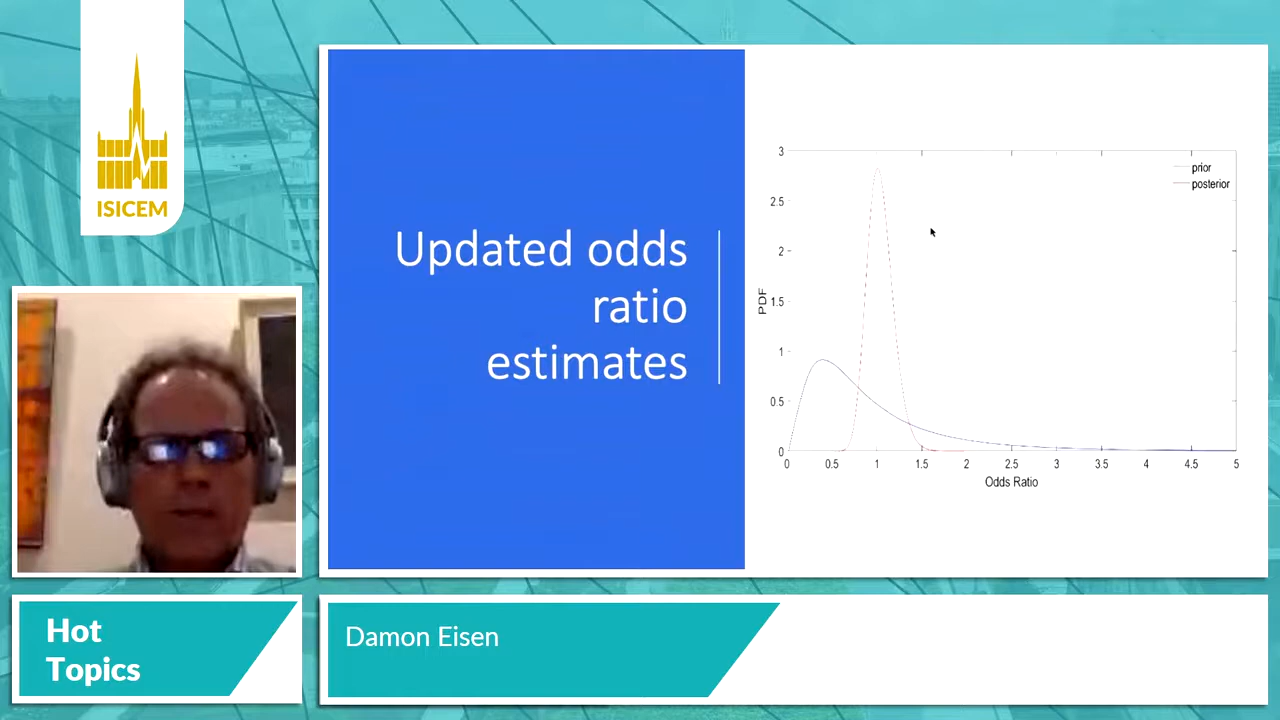 ISICEM
Updated odds
ratio
estimates
3
2.5
2
1.5
1
0.5
0
PDF
prior
posterior
0
0.5
1
1.5
2
2.5
3
3.5
4
4.5
5
Odds Ratio
Hot
Topics
Damon Eisen